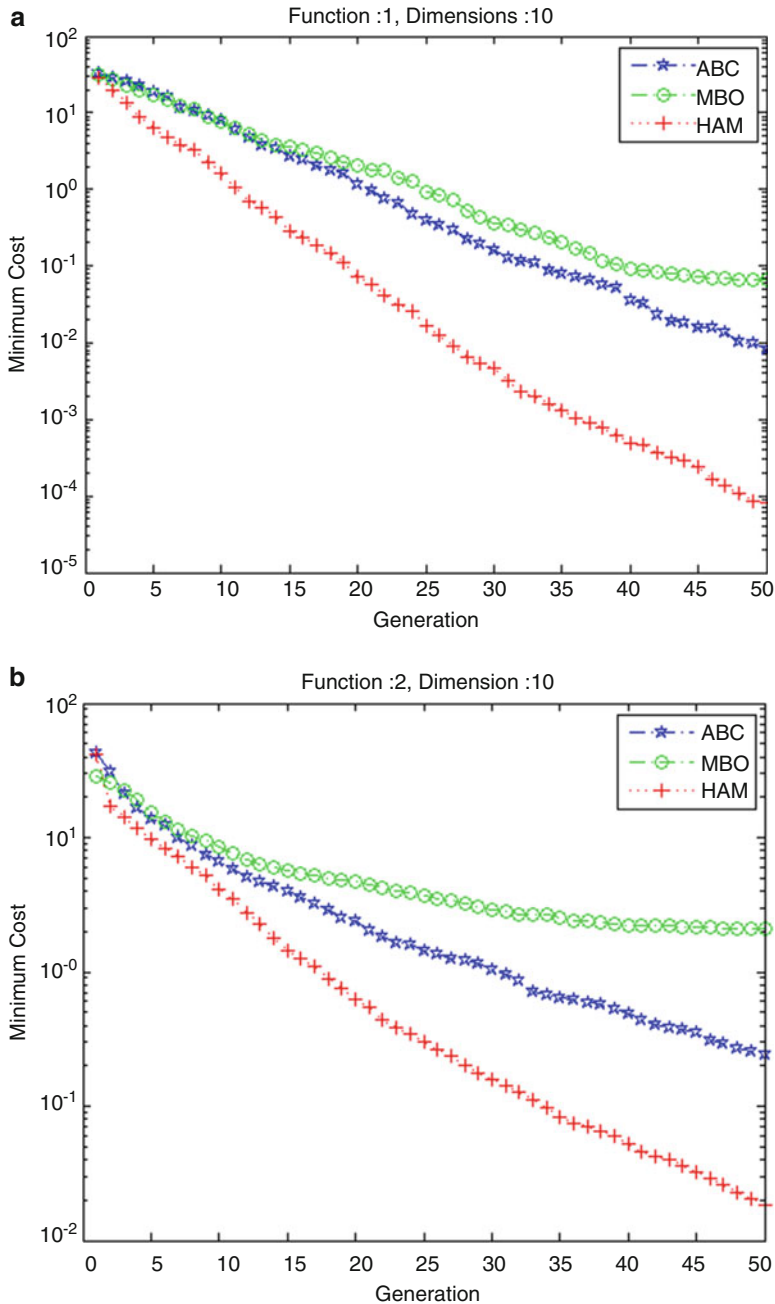 a
Function :1, Dimensions :10
10^2
10^1
10^0
10^-1
10^-2
10^-3
10^-4
10^-5
Minimum Cost
ABC
MBO
HAM
0 5 10 15 20 25 30 35 40 45 50
Generation
b
Function :2, Dimension :10
10^2
10^1
10^-0
10^-1
10^-2
Minimum Cost
ABC
MBO
HAM
0 5 10 15 20 25 30 35 40 45 50
Generation